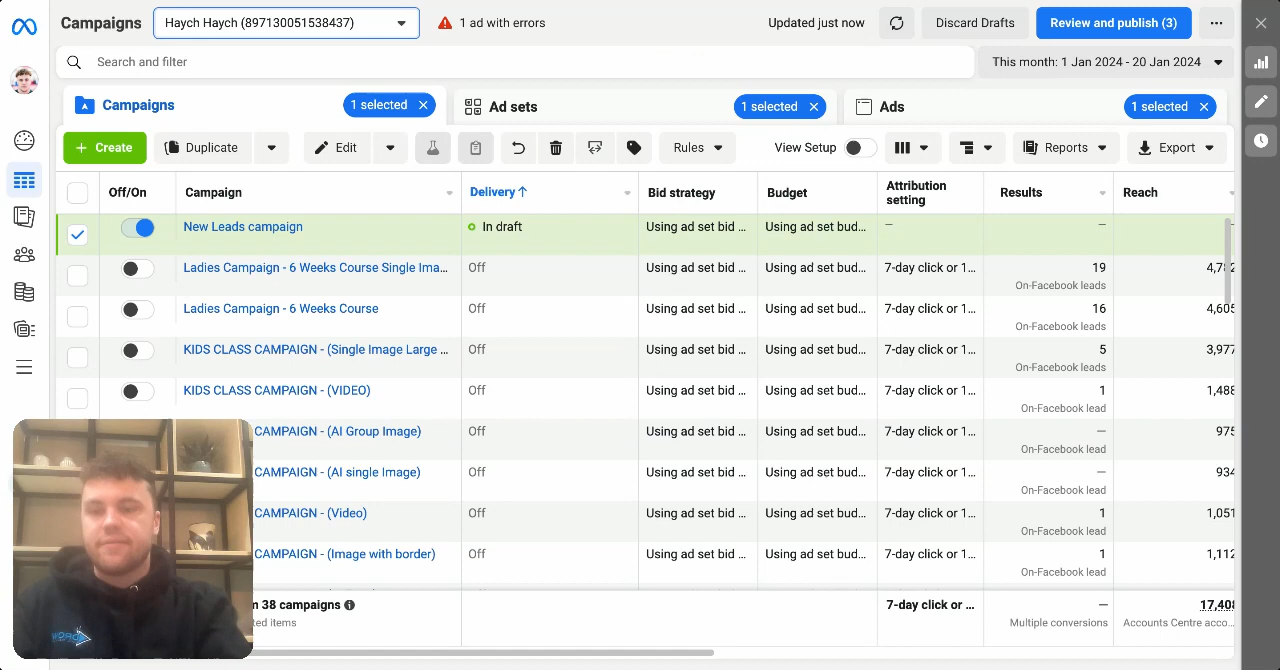 Campaigns
Haych Haych (897130051538437)
1 ad with errors
Updated just now
Discard Drafts
Review and publish (3)
Search and filter
This month: 1 Jan 2024 - 20 Jan 2024
Campaigns
1 selected
Ad sets
1 selected
Ads
1 selected
+ Create
Duplicate
Edit
Rules
View Setup
Reports
Export
Off/On
Campaign
Delivery ↑
Bid strategy
Budget
Attribution setting
Results
Reach
New Leads campaign
In draft
Using ad set bid ...
Using ad set bud...
—
—
Ladies Campaign - 6 Weeks Course Single Ima...
Off
Using ad set bid ...
Using ad set bud...
7-day click or 1...
19
On-Facebook leads
4,782
Ladies Campaign - 6 Weeks Course
Off
Using ad set bid ...
Using ad set bud...
7-day click or 1...
16
On-Facebook leads
4,605
KIDS CLASS CAMPAIGN - (Single Image Large ...
Off
Using ad set bid ...
Using ad set bud...
7-day click or 1...
5
On-Facebook leads
3,977
KIDS CLASS CAMPAIGN - (VIDEO)
Off
Using ad set bid ...
Using ad set bud...
7-day click or 1...
1
On-Facebook lead
1,488
CAMPAIGN - (AI Group Image)
Off
Using ad set bid ...
Using ad set bud...
7-day click or 1...
—
On-Facebook lead
975
CAMPAIGN - (AI single Image)
Off
Using ad set bid ...
Using ad set bud...
7-day click or 1...
—
On-Facebook lead
934
CAMPAIGN - (Video)
Off
Using ad set bid ...
Using ad set bud...
7-day click or 1...
1
On-Facebook lead
1,051
CAMPAIGN - (Image with border)
Off
Using ad set bid ...
Using ad set bud...
7-day click or 1...
1
On-Facebook lead
1,112
38 campaigns
items
7-day click or ...
—
Multiple conversions
17,408
Accounts Centre acco...